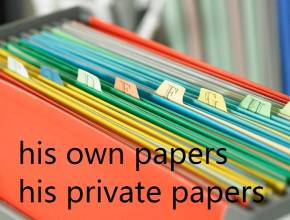 D E F G H
his own papers
his private papers